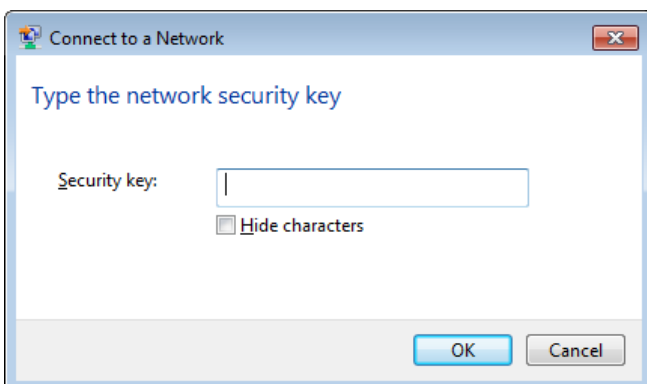 Connect to a Network
Type the network security key
Security key:
Hide characters
OK Cancel